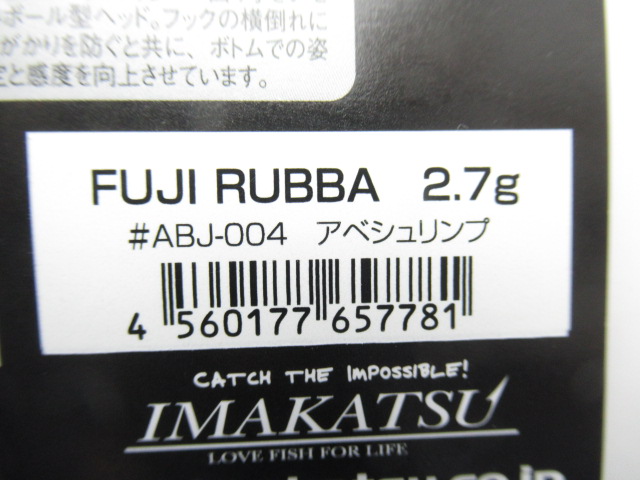 ボール型ヘッド。フックの横倒れに
がかりを防ぐと共に、ボトムでの姿
定と感度を向上させています。
FUJI RUBBA 2.7g
#ABJ-004 アベシュリンプ
4 560177 657781
CATCH THE IMPOSSIBLE!
IMAKATSU
LOVE FISH FOR LIFE